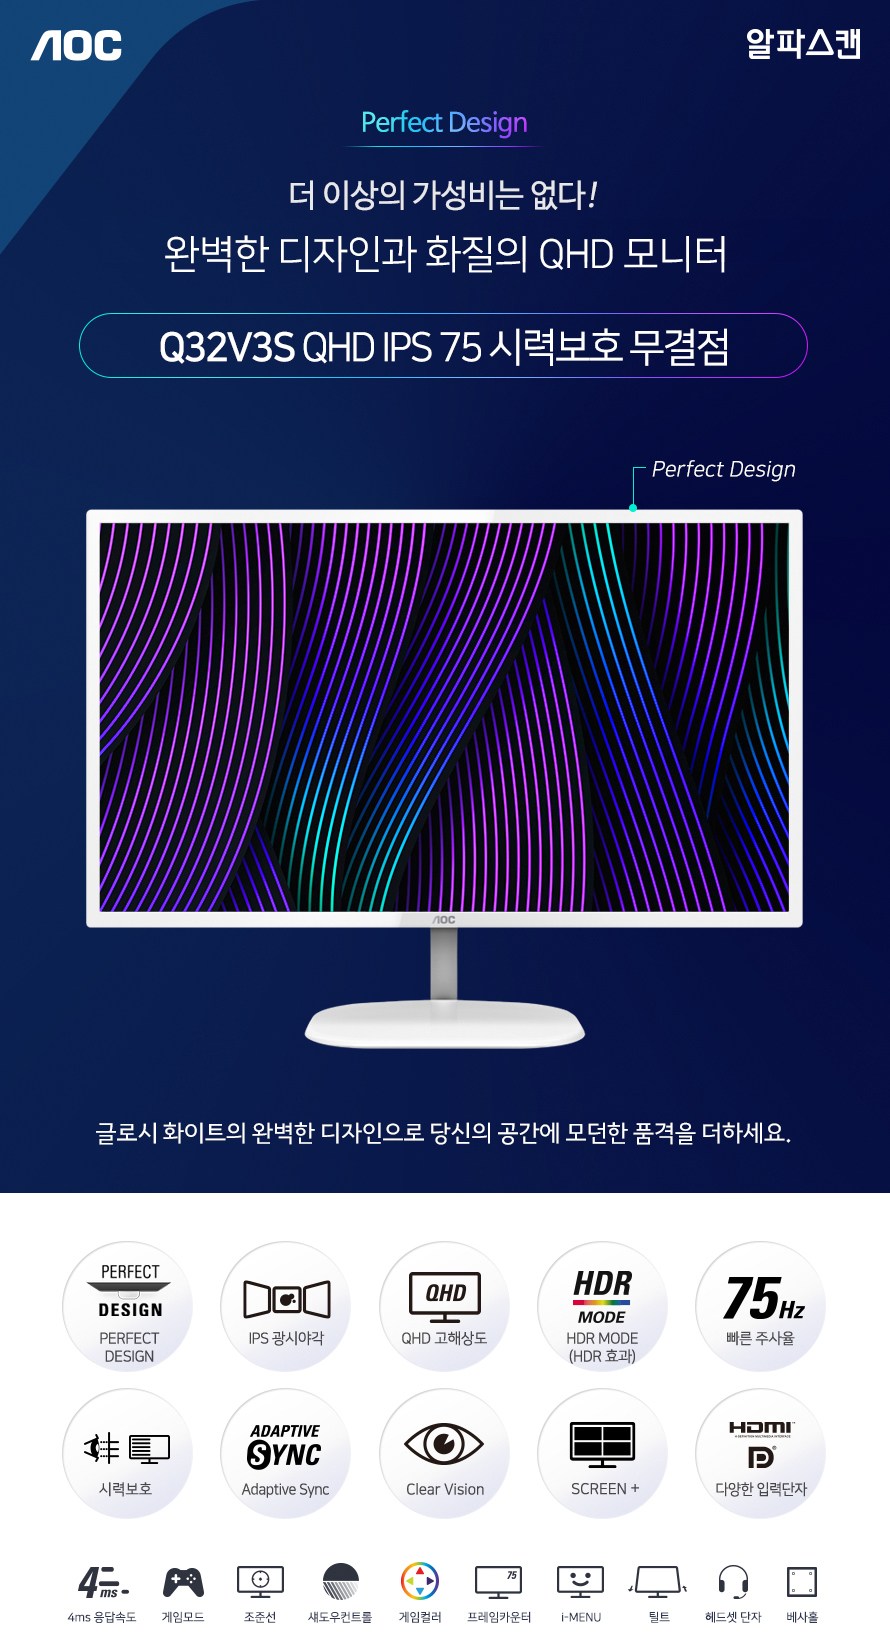 AOC
알파스캔
Perfect Design
더 이상의 가성비는 없다!
완벽한 디자인과 화질의 QHD 모니터
Q32V3S QHD IPS 75 시력보호 무결점
Perfect Design
AOC
글로시 화이트의 완벽한 디자인으로 당신의 공간에 모던한 품격을 더하세요.
PERFECT
DESIGN
PERFECT
DESIGN
IPS 광시야각
QHD
QHD 고해상도
HDR
MODE
HDR MODE
(HDR 효과)
75Hz
빠른 주사율
시력보호
ADAPTIVE
SYNC
Adaptive Sync
Clear Vision
SCREEN +
HDMI
HIGH DEFINITION MULTIMEDIA INTERFACE
DP
다양한 입력단자
4ms
4ms 응답속도
게임모드
조준선
섀도우컨트롤
게임컬러
75
프레임카운터
i-MENU
틸트
헤드셋 단자
베사홀